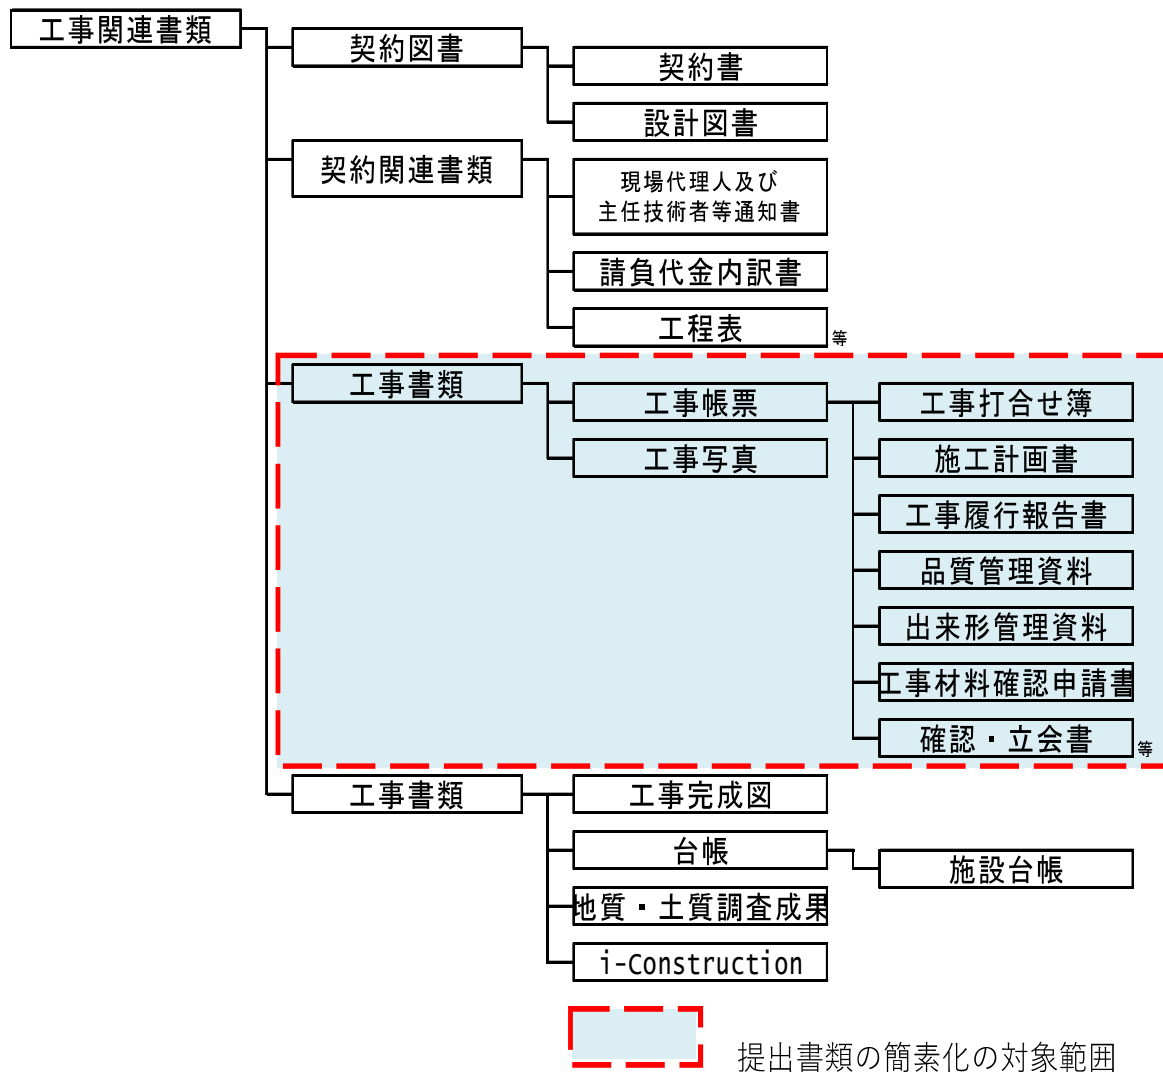 工事関連書類
契約図書
契約書
設計図書
契約関連書類
現場代理人及び
主任技術者等通知書
請負代金内訳書
工程表
等
工事書類
工事帳票
工事打合せ簿
工事写真
施工計画書
工事履行報告書
品質管理資料
出来形管理資料
工事材料確認申請書
確認・立会書
等
工事書類
工事完成図
台帳
施設台帳
地質・土質調査成果
i-Construction
提出書類の簡素化の対象範囲